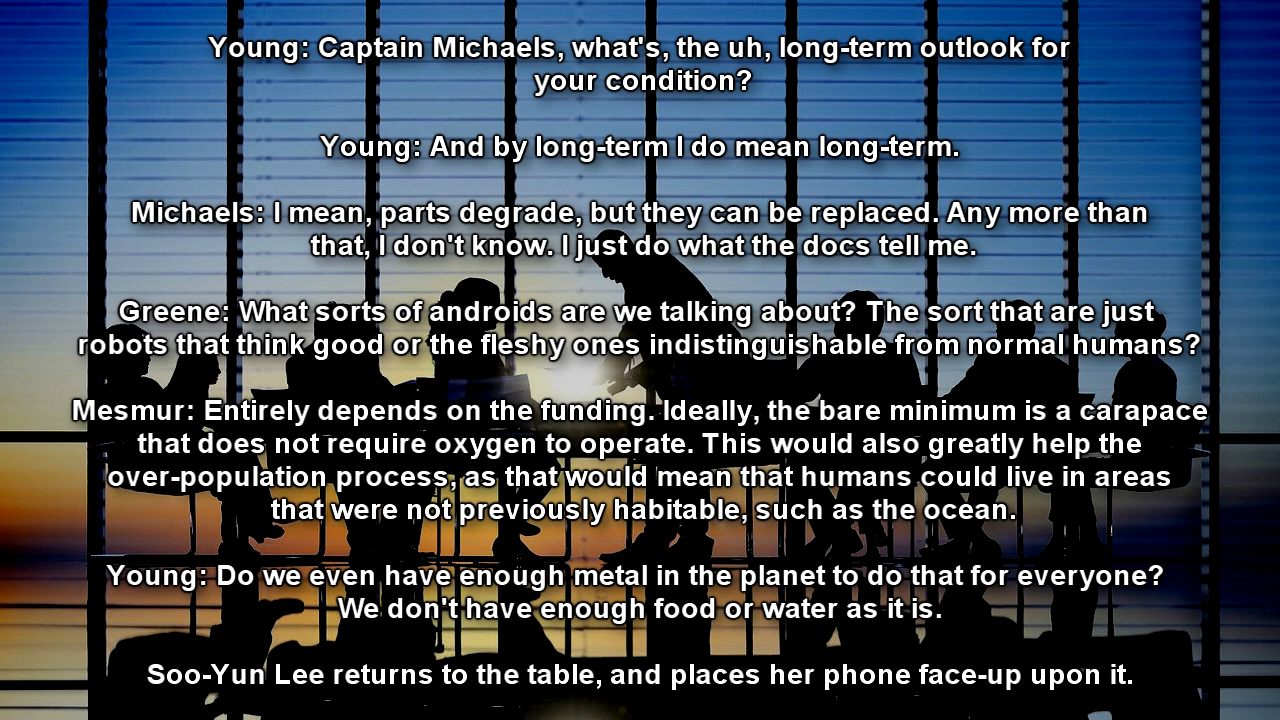 Young: Captain Michaels, what's, the uh, long-term outlook for
your condition?
Young: And by long-term I do mean long-term.
Michaels: I mean, parts degrade, but they can be replaced. Any more than
that, I don't know. I just do what the docs tell me.
Greene: What sorts of androids are we talking about? The sort that are just
robots that think good or the fleshy ones indistinguishable from normal humans?
Mesmur: Entirely depends on the funding. Ideally, the bare minimum is a carapace
that does not require oxygen to operate. This would also greatly help the
over-population process, as that would mean that humans could live in areas
that were not previously habitable, such as the ocean.
Young: Do we even have enough metal in the planet to do that for everyone?
We don't have enough food or water as it is.
Soo-Yun Lee returns to the table, and places her phone face-up upon it.